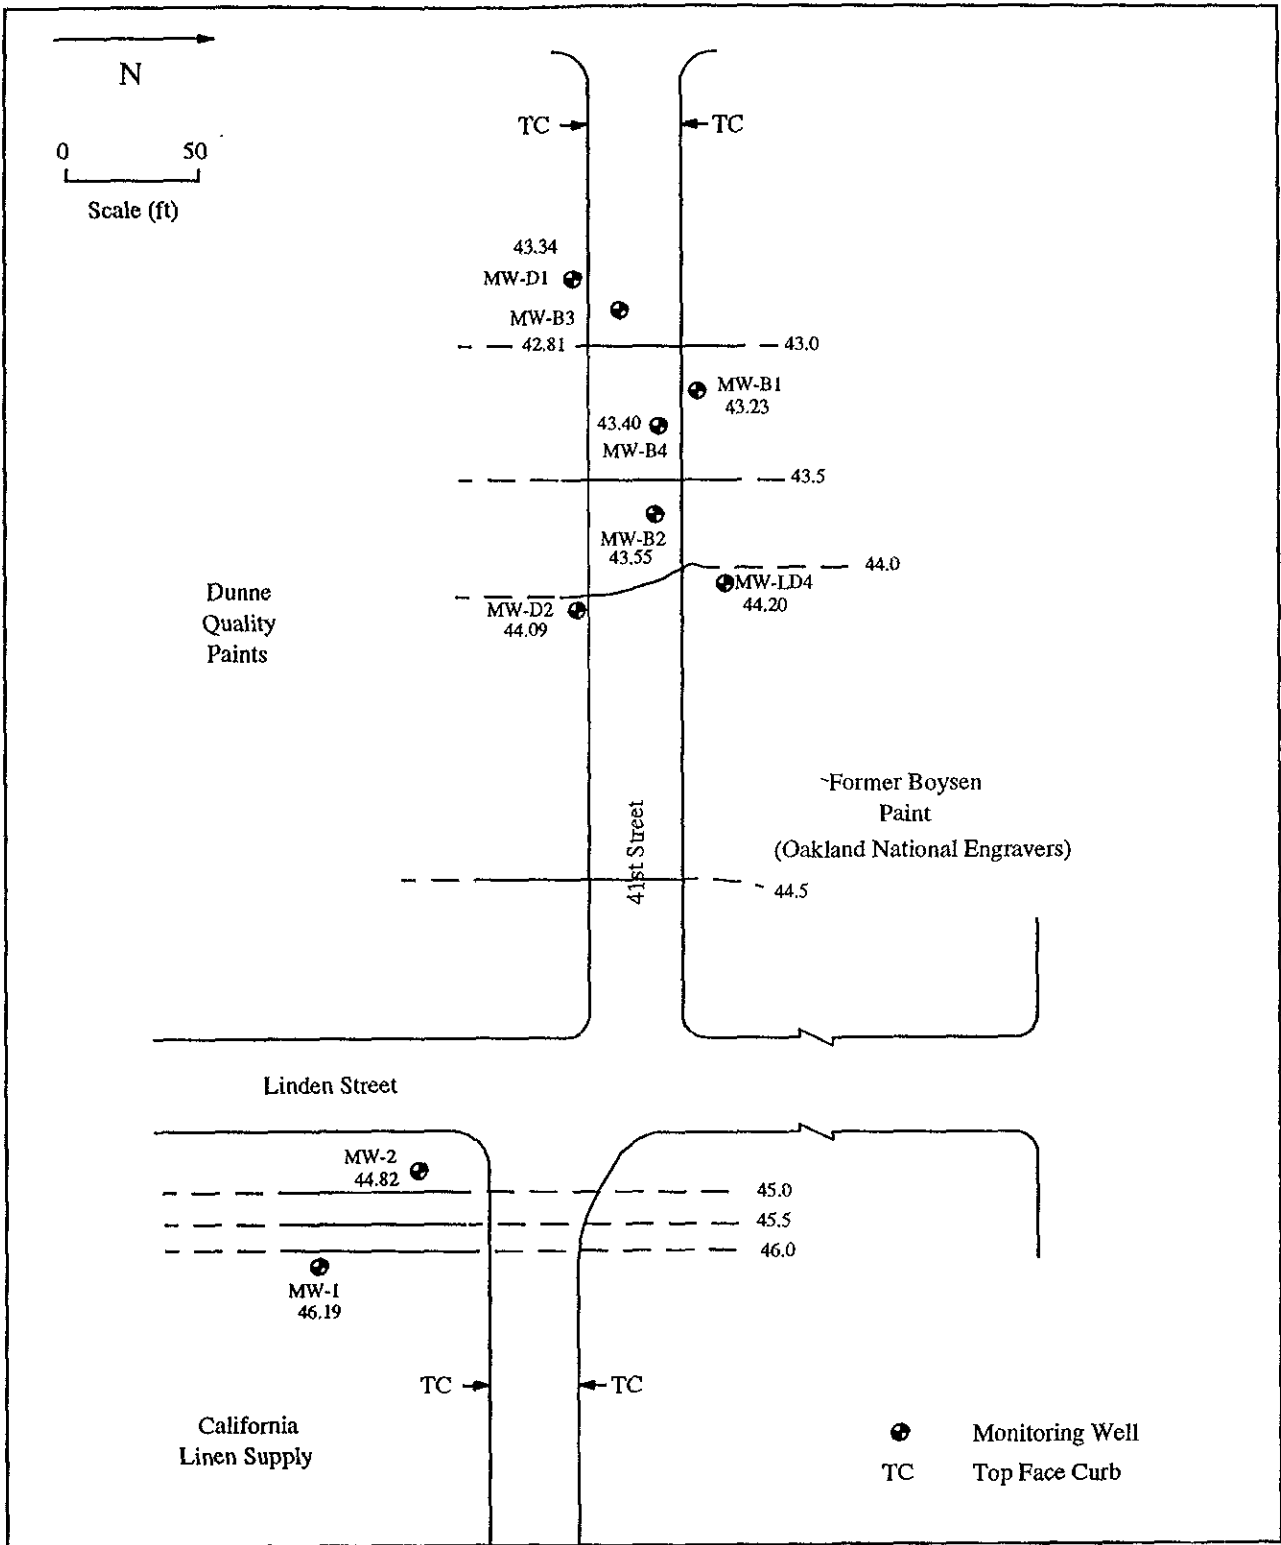 N
0 50
Scale (ft)
TC TC
43.34
MW-D1
MW-B3
42.81 43.0
MW-B1
43.23
43.40
MW-B4
43.5
MW-B2
43.55
44.0
MW-LD4
44.20
MW-D2
44.09
Dunne
Quality
Paints
41st Street
Former Boysen
Paint
(Oakland National Engravers)
44.5
Linden Street
MW-2
44.82
45.0
45.5
46.0
MW-1
46.19
TC TC
California
Linen Supply
Monitoring Well
TC Top Face Curb